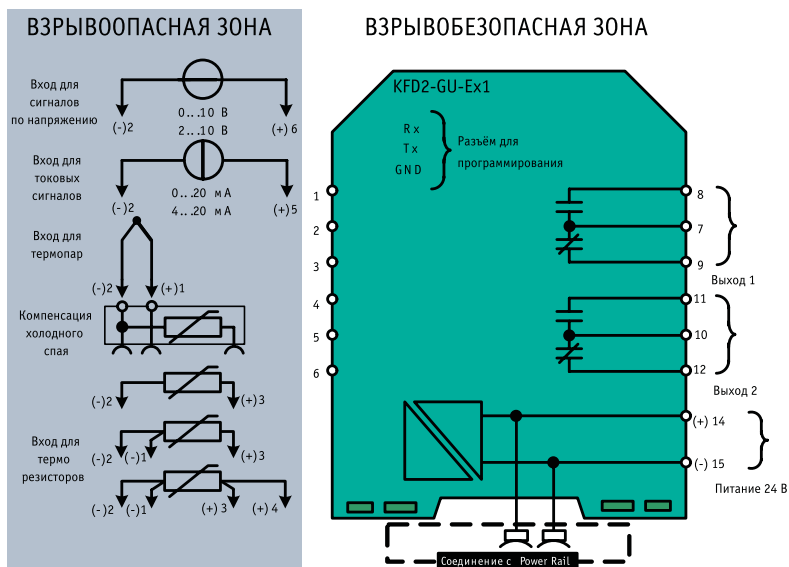 ВЗРЫВООПАСНАЯ ЗОНА
ВЗРЫВОБЕЗОПАСНАЯ ЗОНА
Вход для
сигналов
по напряжению
(-)2
0...10 В
2...10 В
(+)6
Вход для
токовых
сигналов
(-)2
0...20 мА
4...20 мА
(+)5
Вход для
термопар
(-)2
(+)1
Компенсация
холодного
спая
(-)2
(+)3
Вход для
термо
резисторов
(-)2
(-)1
(+)3
(-)2
(-)1
(+)3
(+)4
KFD2-GU-Ex1
Rx
Tx
GND
Разъём для
программирования
1
2
3
4
5
6
8
7
9
Выход 1
11
10
12
Выход 2
(+) 14
(-) 15
Питание 24 В
Соединение с Power Rail